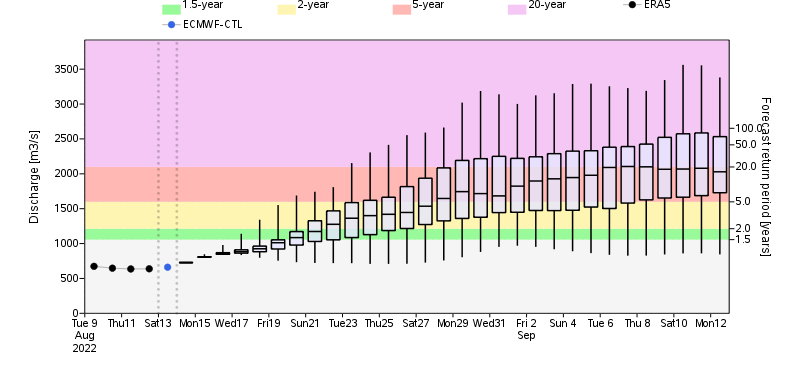 1.5-year 2-year 5-year 20-year ERA5
ECMWF-CTL
Discharge [m3/s]
3500
3000
2500
2000
1500
1000
500
0
100.0
50.0
20.0
5.0
2.0
1.5
Forecast return period [years]
Tue 9 Thu11 Sat13 Mon15 Wed17 Fri19 Sun21 Tue23 Thu25 Sat27 Mon29 Wed31 Fri 2 Sun 4 Tue 6 Thu 8 Sat10 Mon12
Aug Sep
2022